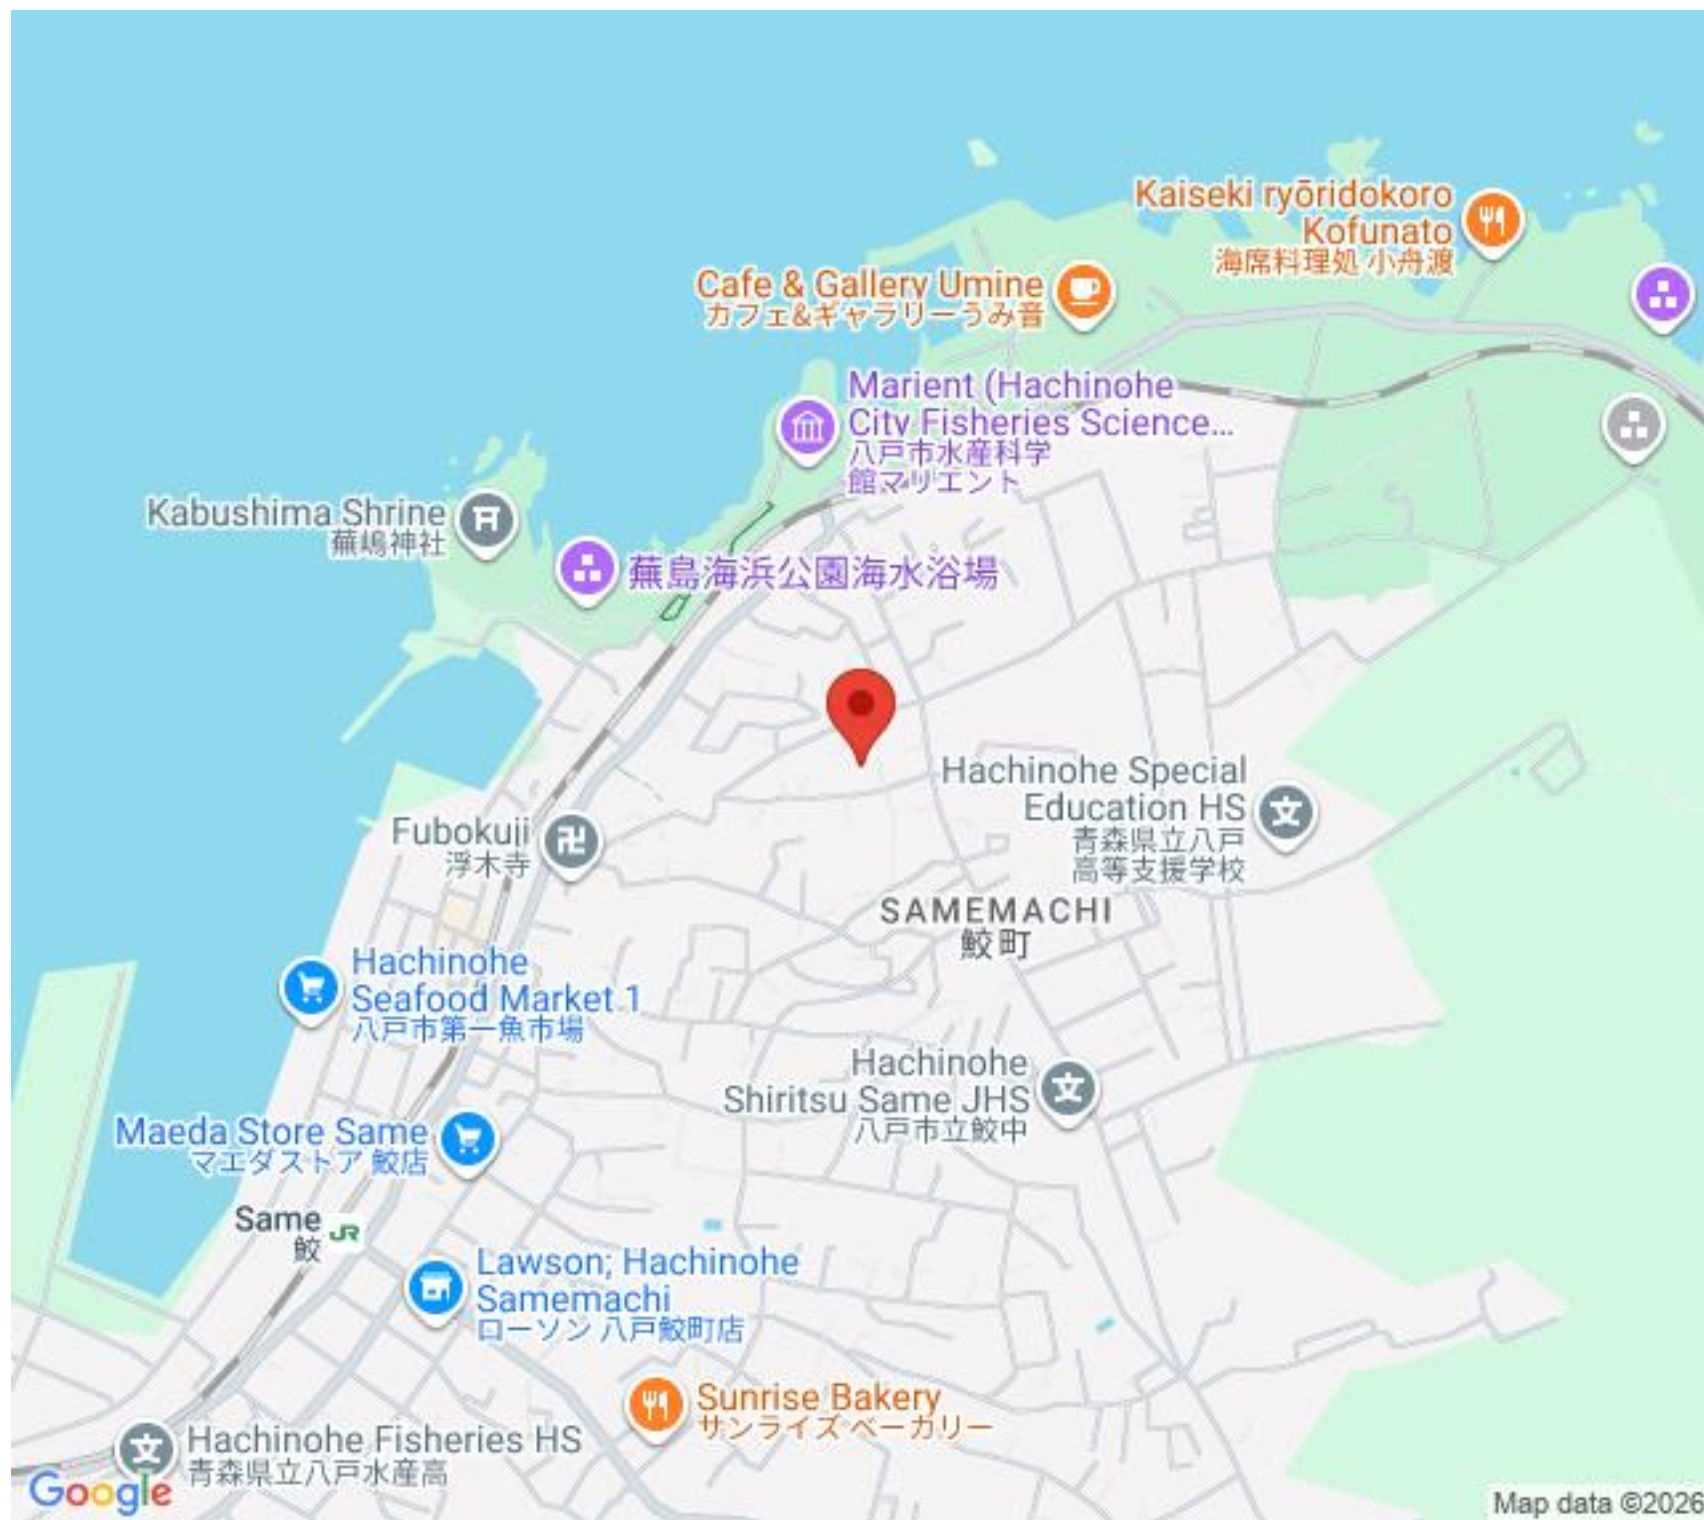 Kaiseki ryōridokoro
Kofunato
海席料理処 小舟渡
Cafe & Gallery Umine
カフェ&ギャラリーうみ音
Marient (Hachinohe
City Fisheries Science...
八戸市水産科学
館マリエント
Kabushima Shrine
蕪嶋神社
蕪島海浜公園海水浴場
Hachinohe Special
Education HS
青森県立八戸
高等支援学校
Fubokuji
浮木寺
SAMEMACHI
鮫町
Hachinohe
Seafood Market 1
八戸市第一魚市場
Hachinohe
Shiritsu Same JHS
八戸市立鮫中
Maeda Store Same
マエダストア 鮫店
Same
鮫
JR
Lawson; Hachinohe
Samemachi
ローソン 八戸鮫町店
Sunrise Bakery
サンライズ ベーカリー
Hachinohe Fisheries HS
青森県立八戸水産高
Google
Map data ©2026